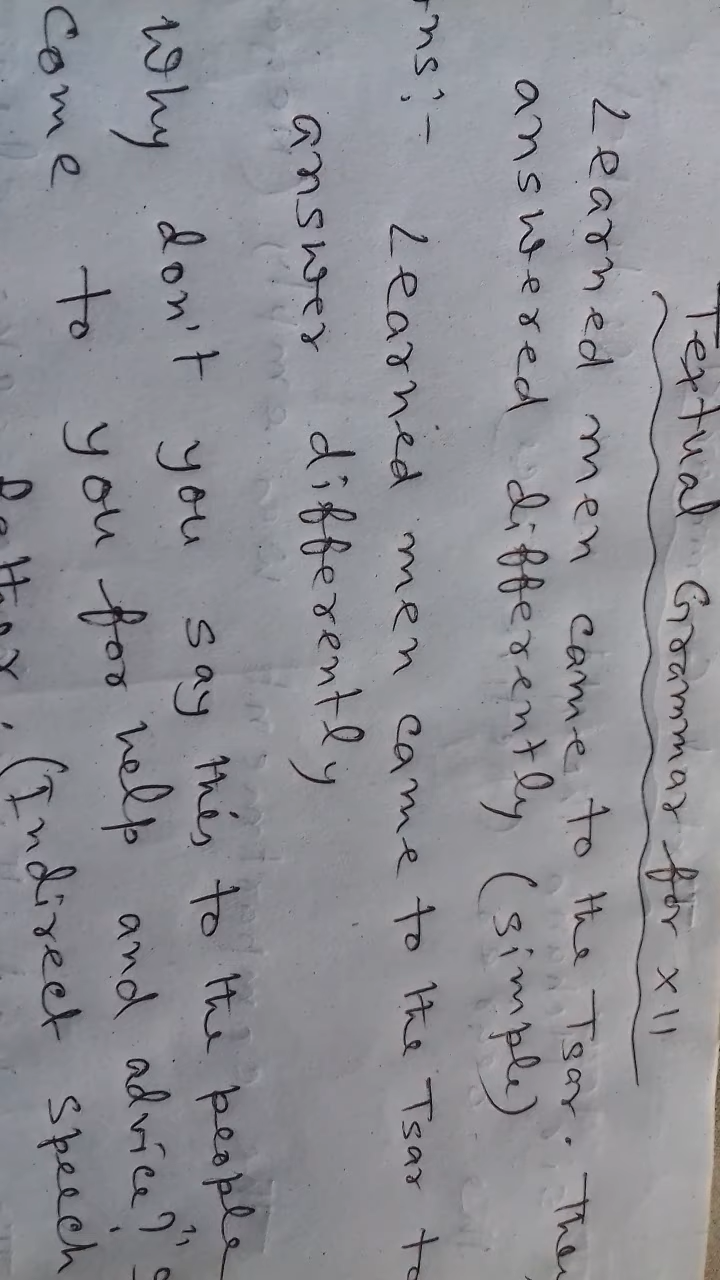 Textual Grammar for XII
Learned men came to the Tsar. They
answered differently (simple)
ns:- Learned men came to the Tsar to
answer differently
Why don't you say this to the people
come to you for help and advice?"
better. (Indirect speech